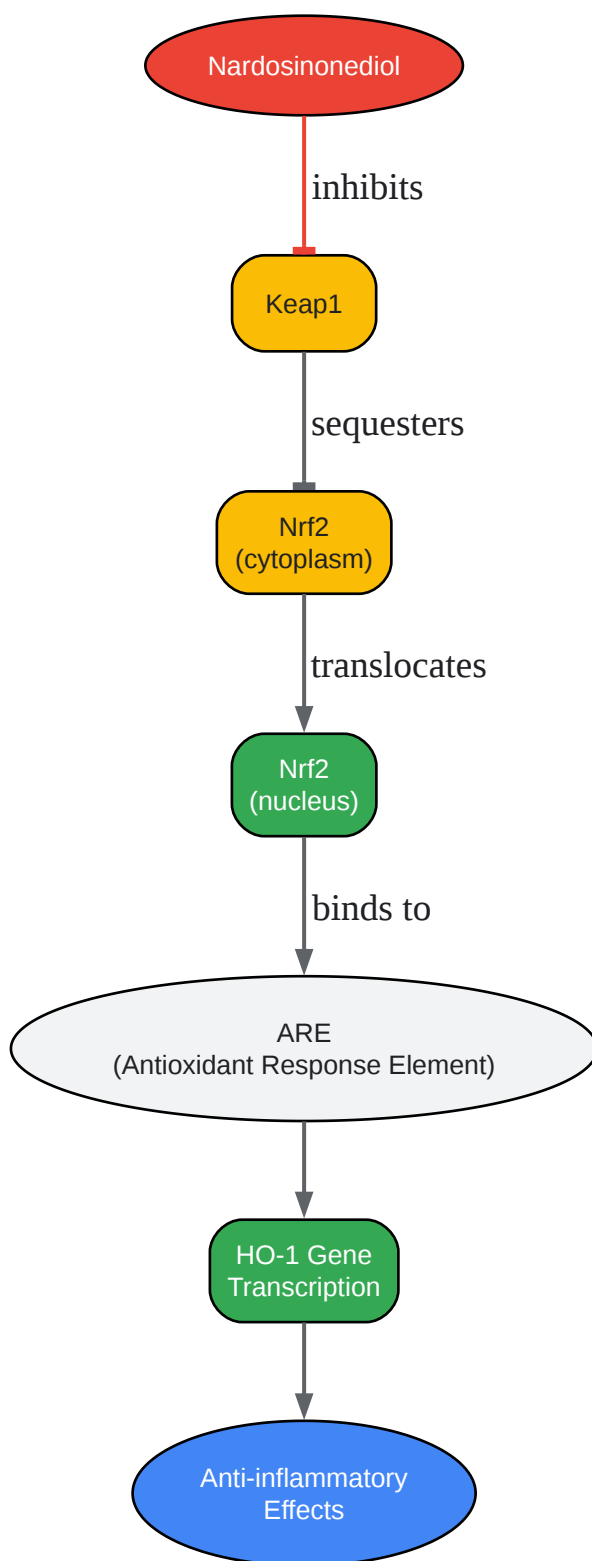 Nardosinonediol
inhibits
Keap1
sequesters
Nrf2
(cytoplasm)
translocates
Nrf2
(nucleus)
binds to
ARE
(Antioxidant Response Element)
HO-1 Gene
Transcription
Anti-inflammatory
Effects